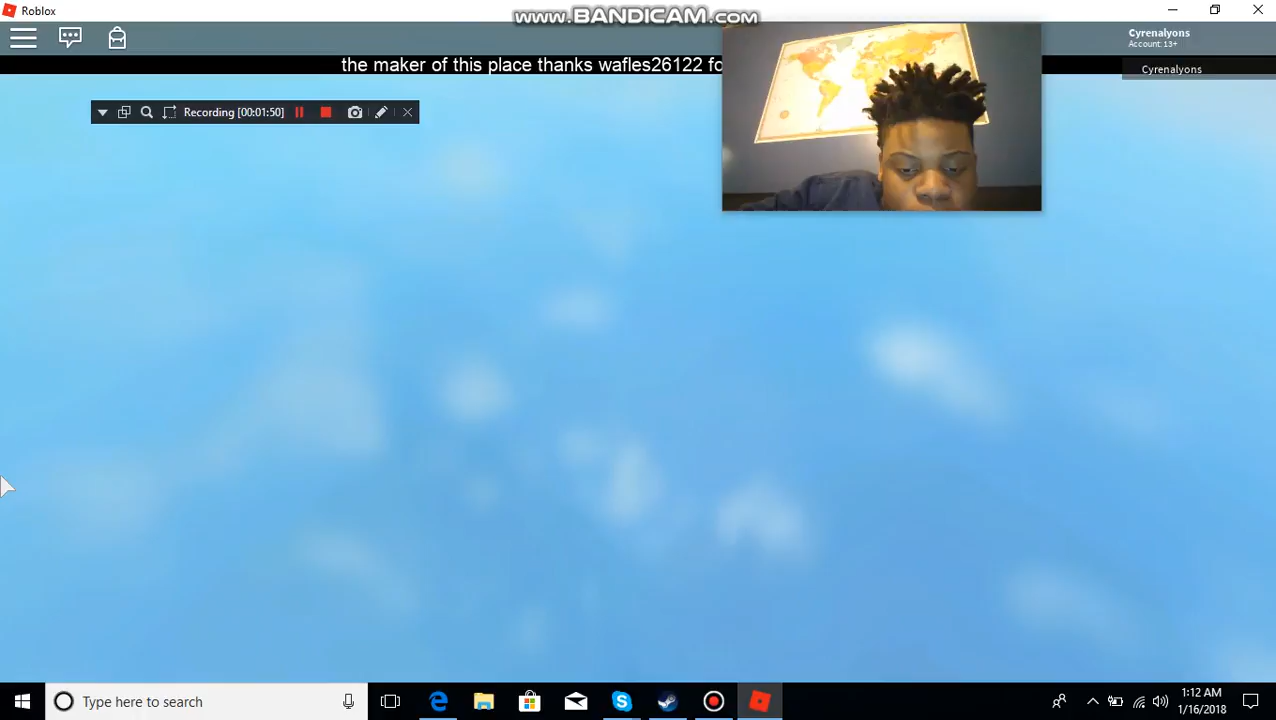 Roblox
www.BANDICAM.com
Cyrenalyons
Account: 13+
the maker of this place thanks wafles26122 fo
Cyrenalyons
Recording [00:01:50]
Type here to search
1:12 AM
1/16/2018